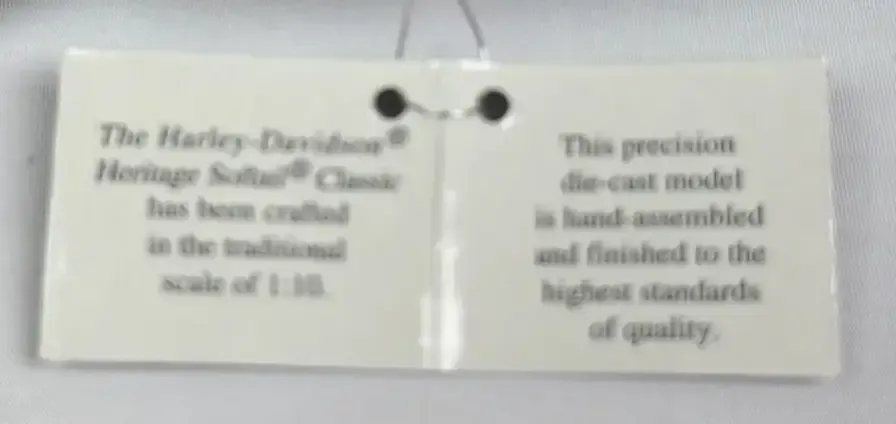 The Harley-Davidson®
Heritage Softail® Classic
has been crafted
in the traditional
scale of 1:10.
This precision
die-cast model
is hand-assembled
and finished to the
highest standards
of quality.